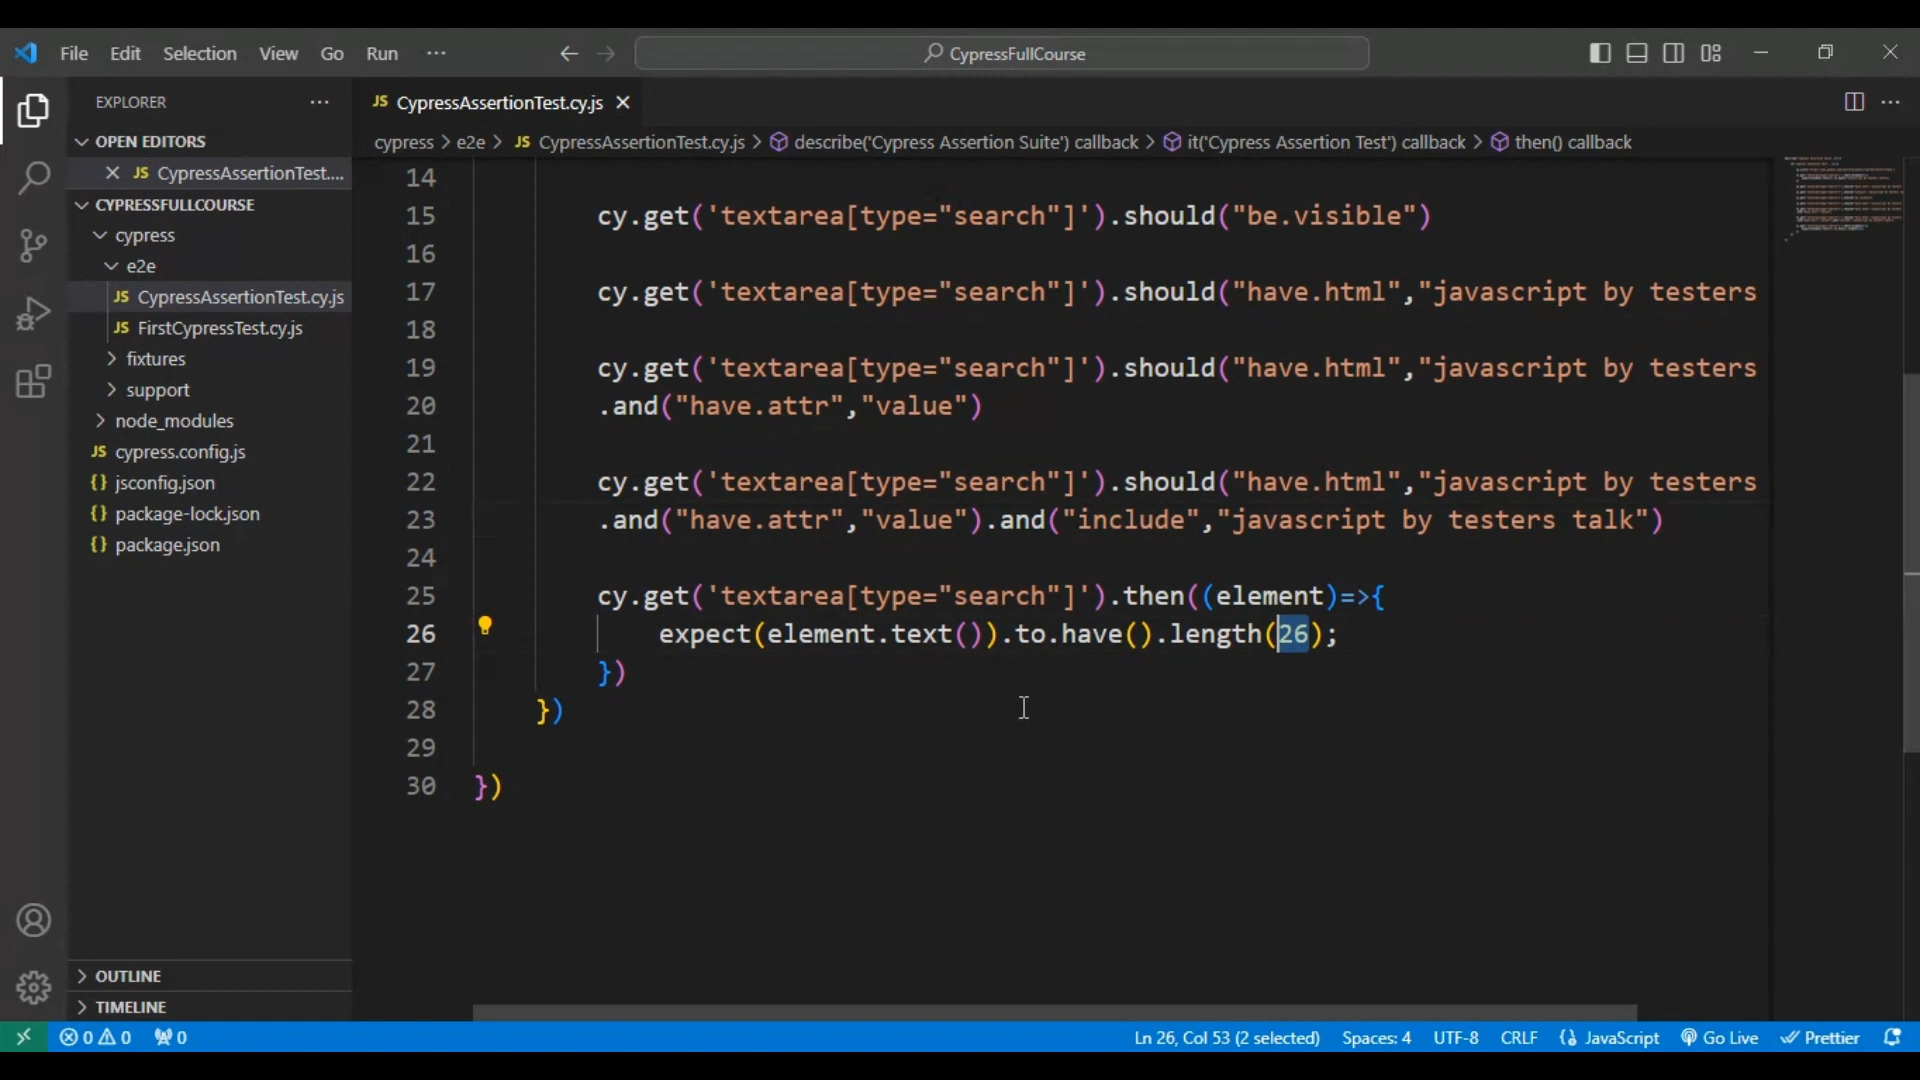 File Edit Selection View Go Run ··· CypressFullCourse
EXPLORER ···
OPEN EDITORS
JS CypressAssertionTest....
CYPRESSFULLCOURSE
cypress
e2e
JS CypressAssertionTest.cy.js
JS FirstCypressTest.cy.js
fixtures
support
node_modules
JS cypress.config.js
{} jsconfig.json
{} package-lock.json
{} package.json
OUTLINE
TIMELINE
JS CypressAssertionTest.cy.js
cypress > e2e > JS CypressAssertionTest.cy.js > describe('Cypress Assertion Suite') callback > it('Cypress Assertion Test') callback > then() callback
14
15 cy.get('textarea[type="search"]').should("be.visible")
16
17 cy.get('textarea[type="search"]').should("have.html","javascript by testers
18
19 cy.get('textarea[type="search"]').should("have.html","javascript by testers
20 .and("have.attr","value")
21
22 cy.get('textarea[type="search"]').should("have.html","javascript by testers
23 .and("have.attr","value").and("include","javascript by testers talk")
24
25 cy.get('textarea[type="search"]').then((element)=>{
26 expect(element.text()).to.have().length(26);
27 })
28 })
29
30 })
0 0 0 Ln 26, Col 53 (2 selected) Spaces: 4 UTF-8 CRLF {} JavaScript Go Live Prettier